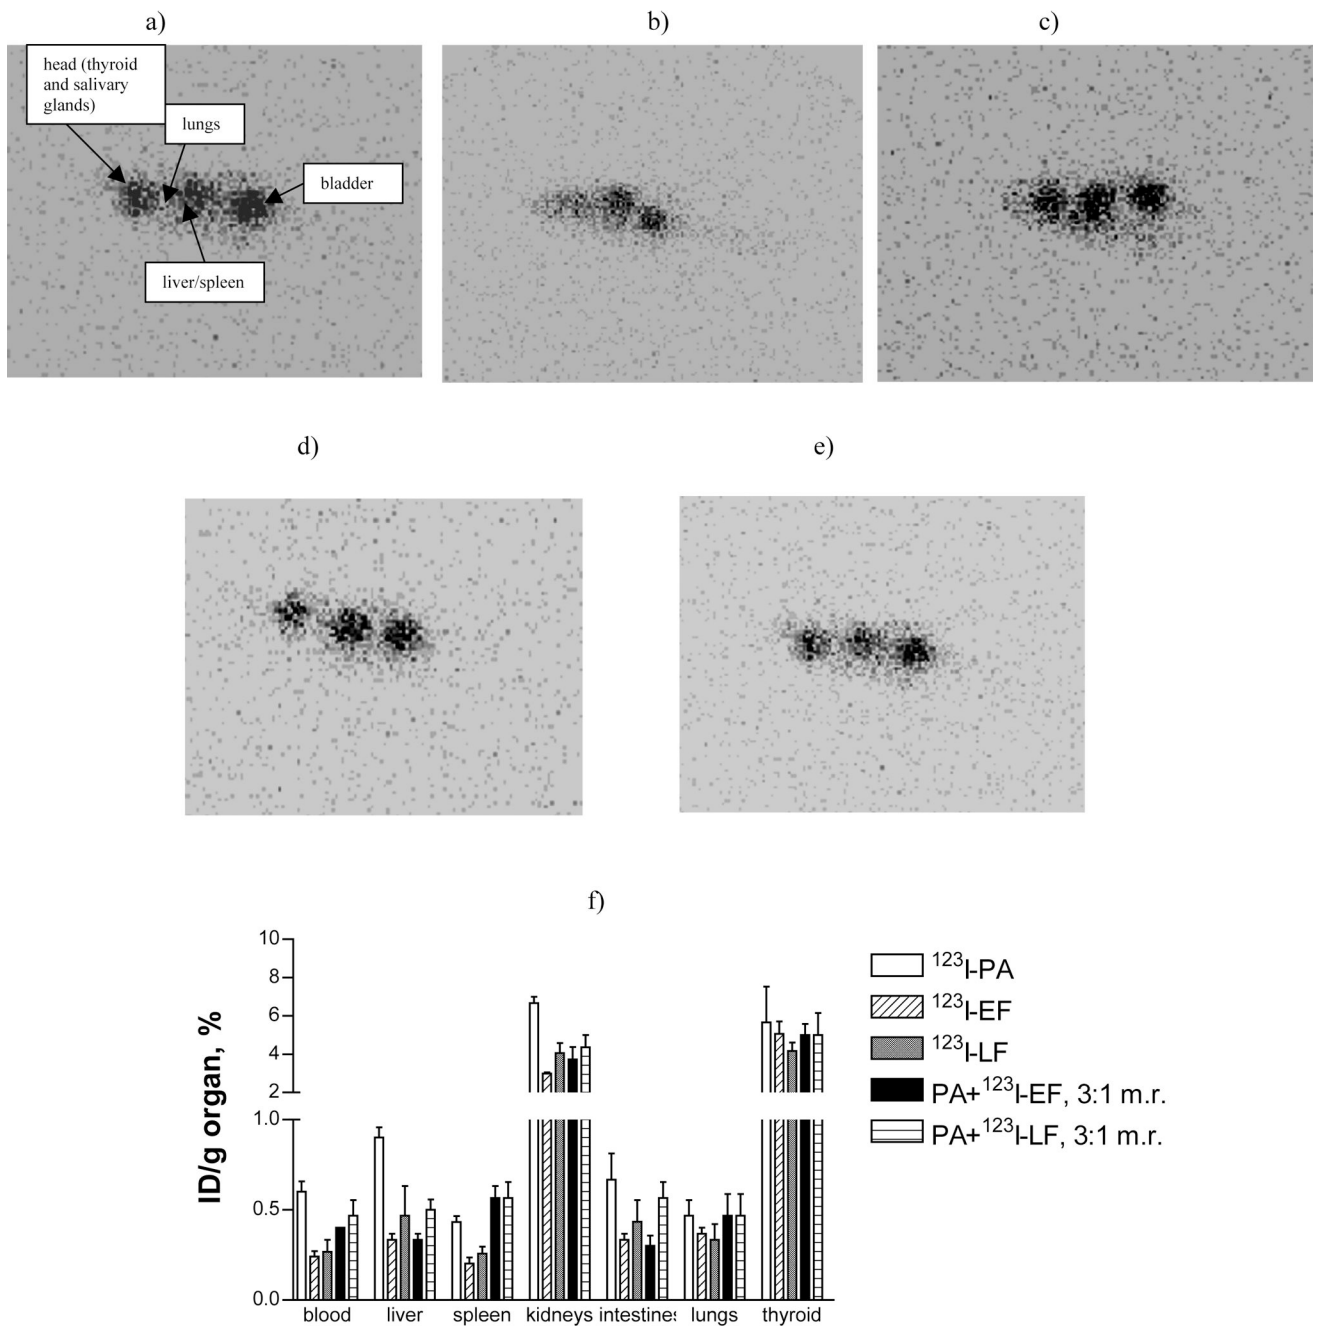 a)
b)
c)
head (thyroid
and salivary
glands)
lungs
bladder
liver/spleen
d)
e)
f)
10
8
6
4
2
1.0
0.5
0.0
ID/g organ, %
blood
liver
spleen
kidneys
intestines
lungs
thyroid
¹²³I-PA
¹²³I-EF
¹²³I-LF
PA+¹²³I-EF, 3:1 m.r.
PA+¹²³I-LF, 3:1 m.r.